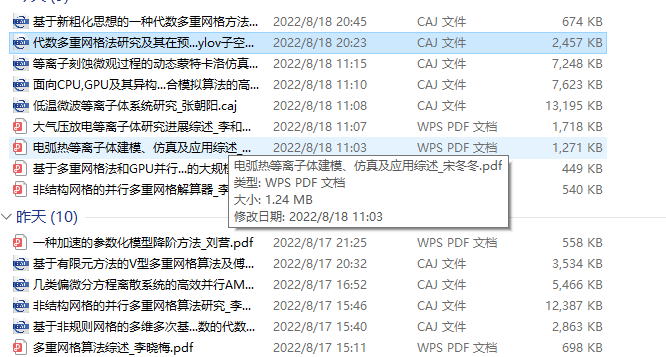 基于新粗化思想的一种代数多重网格方法... 2022/8/18 20:45 CAJ 文件 674 KB
代数多重网格法研究及其在预...ylov子空... 2022/8/18 20:23 CAJ 文件 2,457 KB
等离子刻蚀微观过程的动态蒙特卡洛仿真... 2022/8/18 11:15 CAJ 文件 7,248 KB
面向CPU,GPU及其异构...合模拟算法的高... 2022/8/18 11:10 CAJ 文件 7,623 KB
低温微波等离子体系统研究_张朝阳.caj 2022/8/18 11:08 CAJ 文件 13,195 KB
大气压放电等离子体研究进展综述_李和... 2022/8/18 11:07 WPS PDF 文档 1,718 KB
电弧热等离子体建模、仿真及应用综述_... 2022/8/18 11:03 WPS PDF 文档 1,271 KB
基于多重网格法和GPU并行...的大规模 449 KB
非结构网格的并行多重网格解算器_李 540 KB
电弧热等离子体建模、仿真及应用综述_宋冬冬.pdf
类型: WPS PDF 文档
大小: 1.24 MB
修改日期: 2022/8/18 11:03
昨天 (10)
一种加速的参数化模型降阶方法_刘营.pdf 2022/8/17 21:25 WPS PDF 文档 558 KB
基于有限元方法的V型多重网格算法及傅... 2022/8/17 20:32 CAJ 文件 3,534 KB
几类偏微分方程离散系统的高效并行AM... 2022/8/17 16:52 CAJ 文件 5,466 KB
非结构网格的并行多重网格算法研究_李... 2022/8/17 15:46 CAJ 文件 12,387 KB
基于非规则网格的多维多次基...数的代数... 2022/8/17 15:40 CAJ 文件 2,863 KB
多重网格算法综述_李晓梅.pdf 2022/8/17 15:11 WPS PDF 文档 698 KB